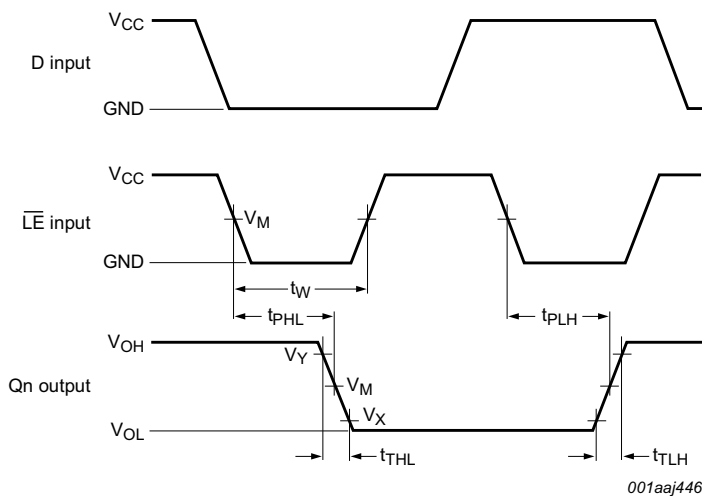 VCC
D input
GND
VCC
LE input
VM
GND
tW
tPHL
tPLH
VOH
VY
Qn output
VM
VX
VOL
tTHL
tTLH
001aaj446